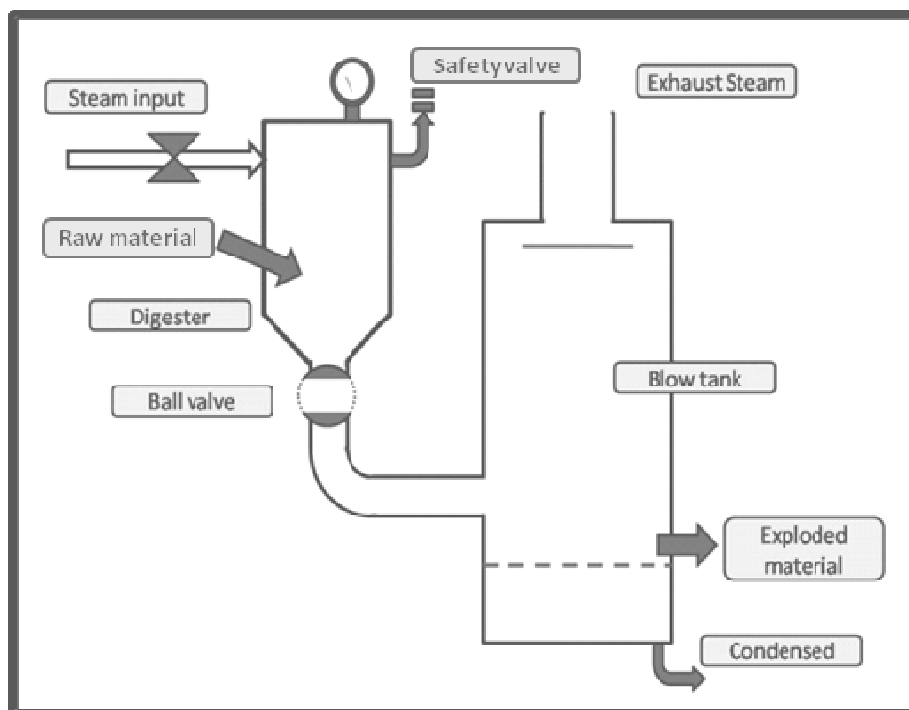 Safety valve
Exhaust Steam
Steam input
Raw material
Digester
Blow tank
Ball valve
Exploded
material
Condensed